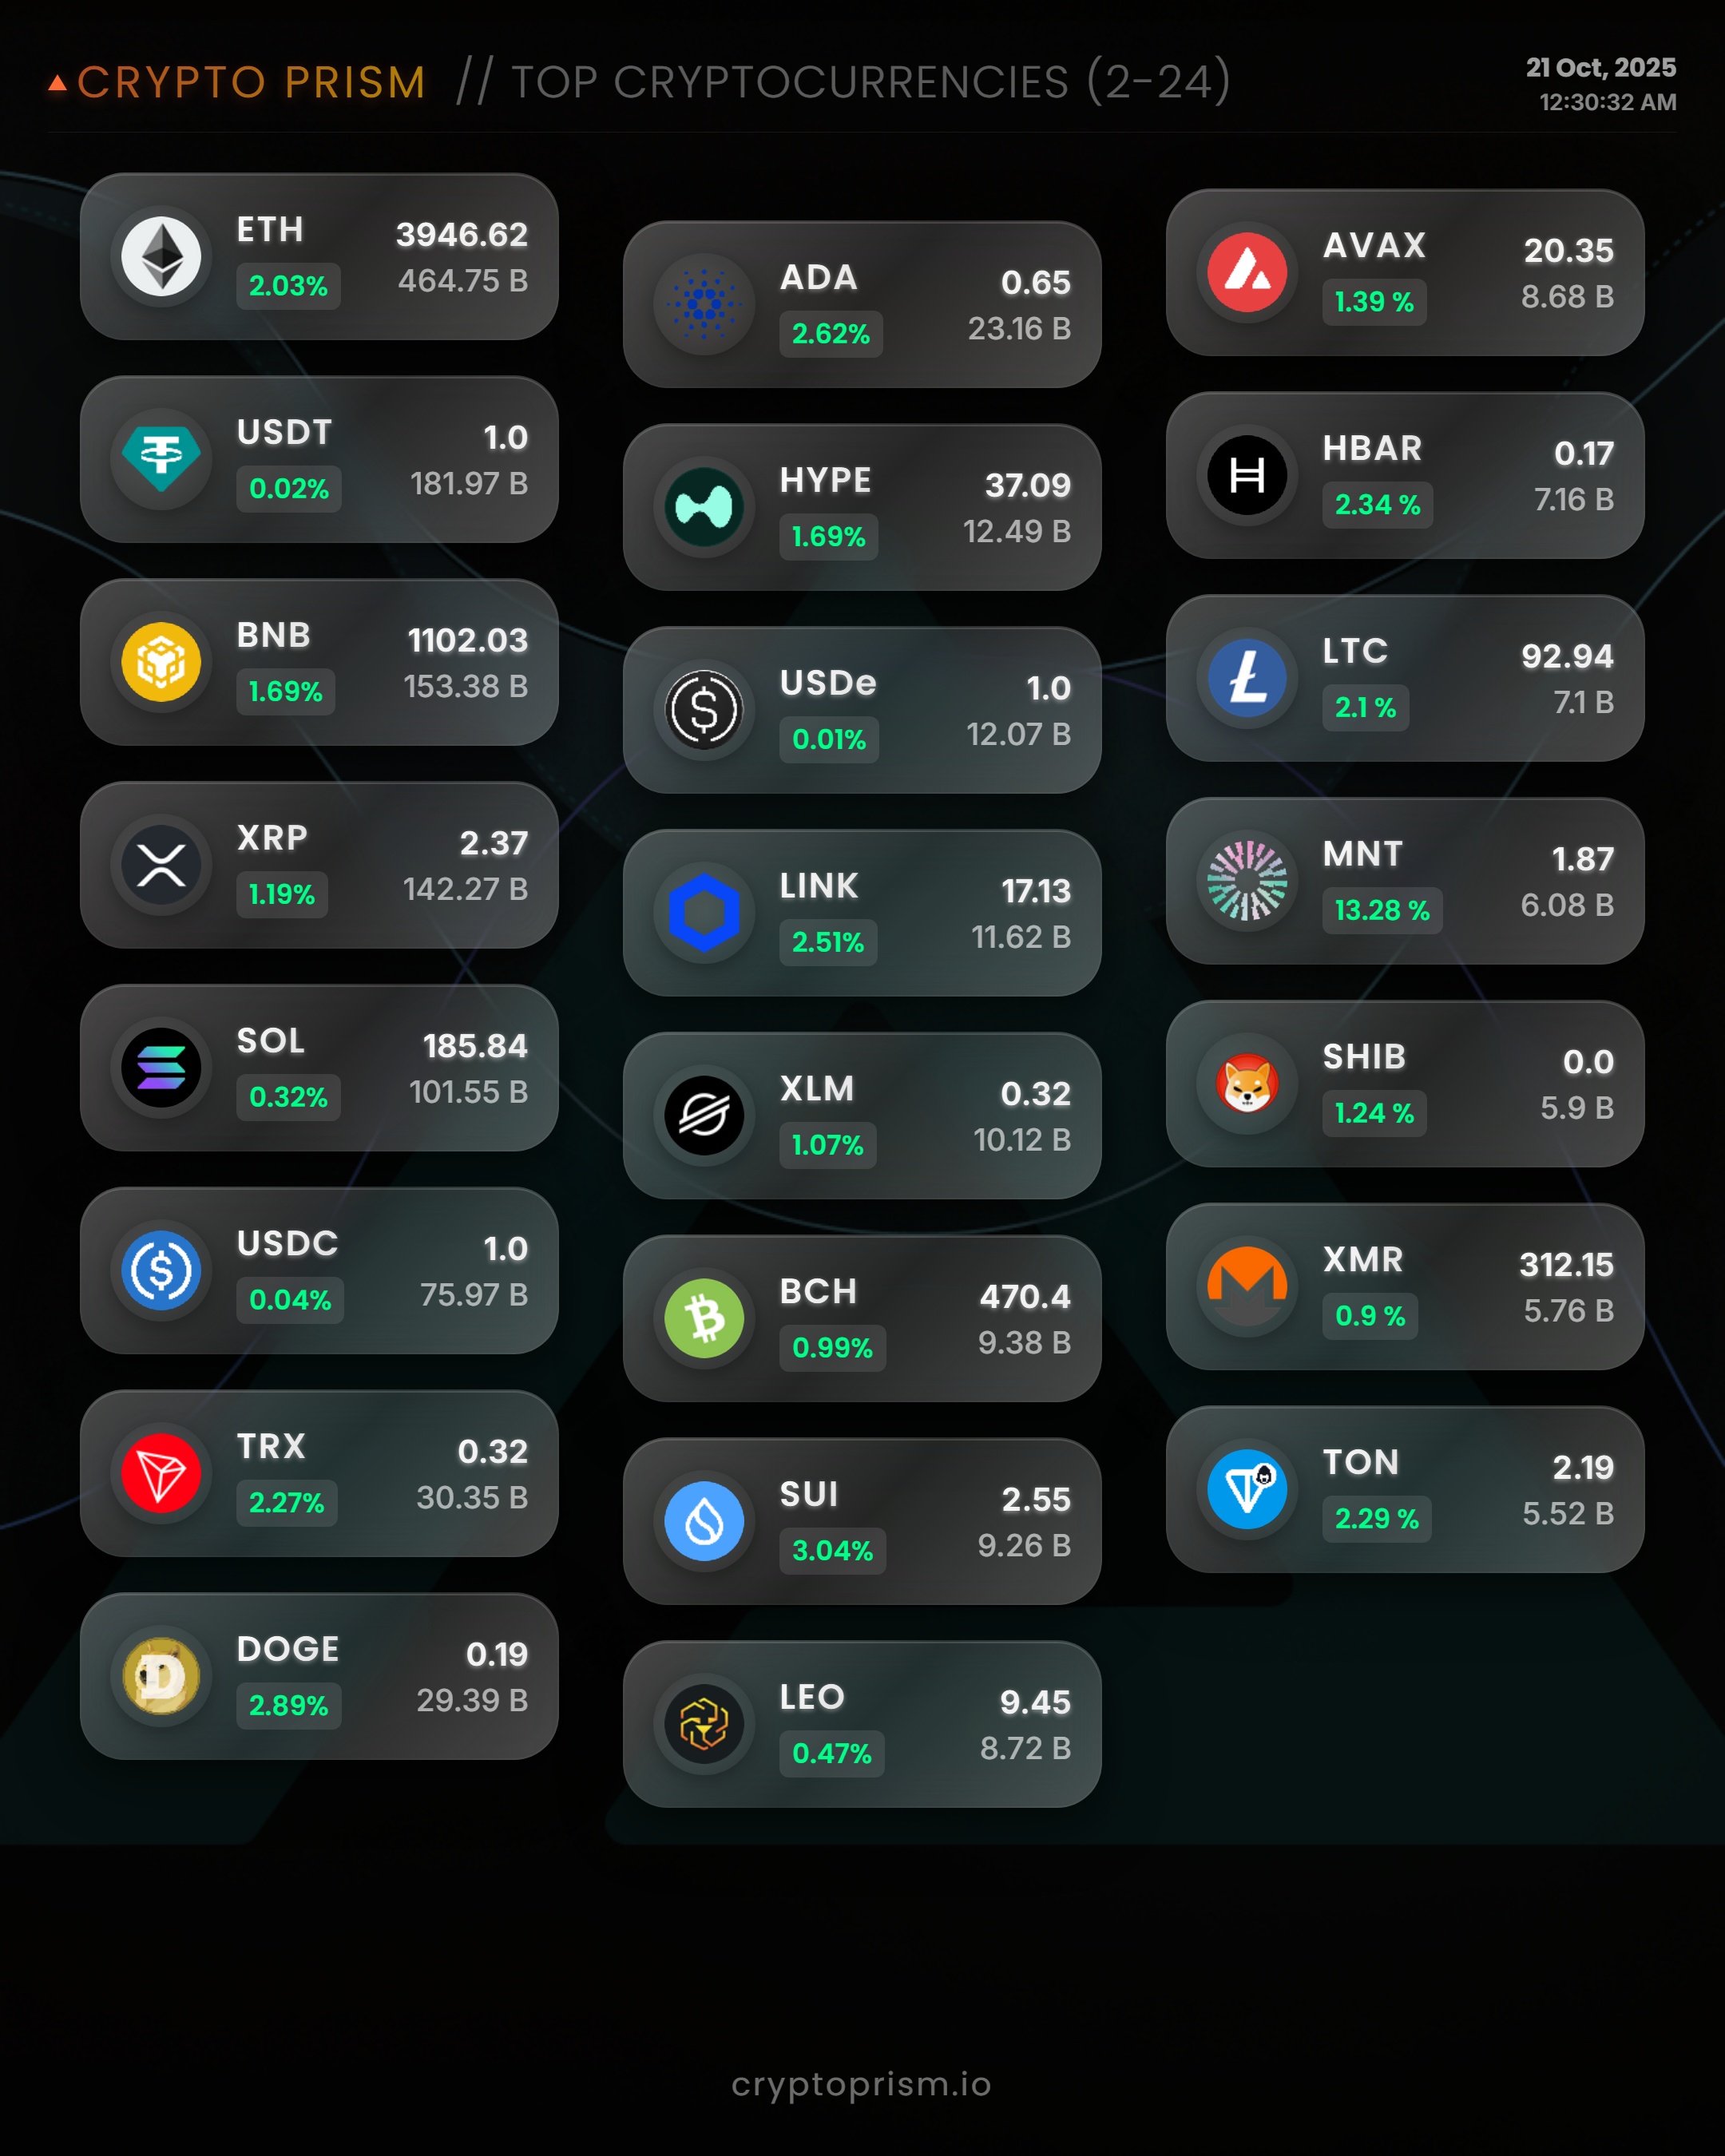 CRYPTO PRISM // TOP CRYPTOCURRENCIES (2-24)
21 Oct, 2025
12:30:32 AM
ETH 3946.62
2.03% 464.75 B
USDT 1.0
0.02% 181.97 B
BNB 1102.03
1.69% 153.38 B
XRP 2.37
1.19% 142.27 B
SOL 185.84
0.32% 101.55 B
USDC 1.0
0.04% 75.97 B
TRX 0.32
2.27% 30.35 B
DOGE 0.19
2.89% 29.39 B
ADA 0.65
2.62% 23.16 B
HYPE 37.09
1.69% 12.49 B
USDe 1.0
0.01% 12.07 B
LINK 17.13
2.51% 11.62 B
XLM 0.32
1.07% 10.12 B
BCH 470.4
0.99% 9.38 B
SUI 2.55
3.04% 9.26 B
LEO 9.45
0.47% 8.72 B
AVAX 20.35
1.39 % 8.68 B
HBAR 0.17
2.34 % 7.16 B
LTC 92.94
2.1 % 7.1 B
MNT 1.87
13.28 % 6.08 B
SHIB 0.0
1.24 % 5.9 B
XMR 312.15
0.9 % 5.76 B
TON 2.19
2.29 % 5.52 B
cryptoprism.io